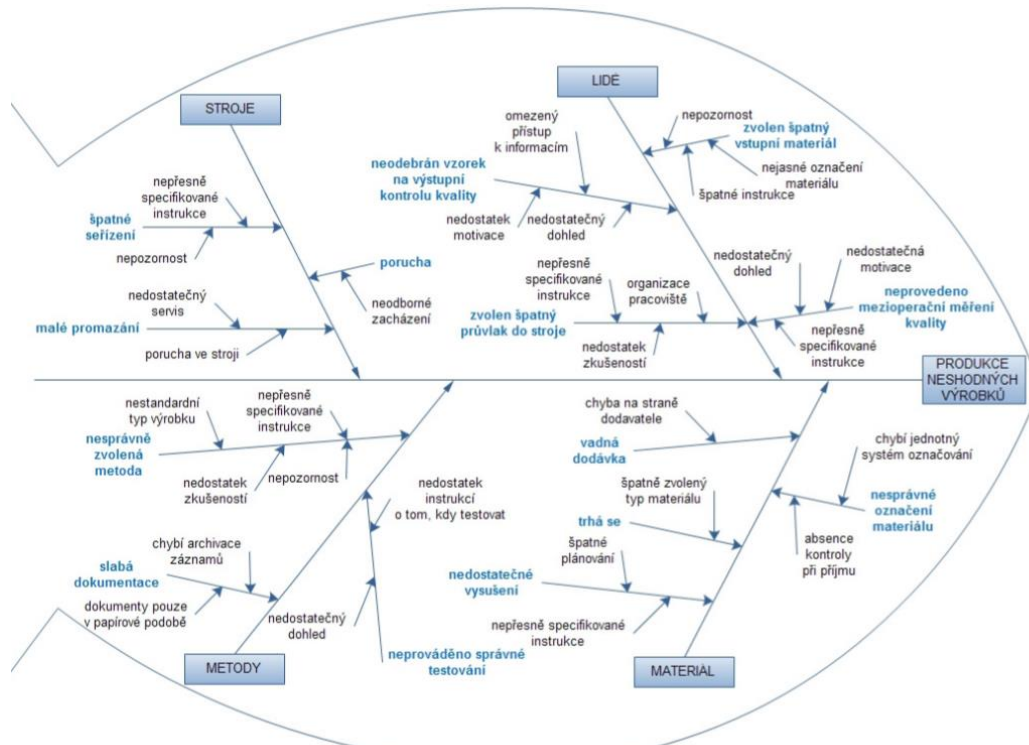 STROJE
LIDÉ
nepřesně
specifikované
instrukce
špatné
seřízení
nepozornost
porucha
neodborné
zacházení
nedostatečný
servis
malé promazání
porucha ve stroji
omezený
přístup
k informacím
neodebrán vzorek
na výstupní
kontrolu kvality
nedostatek
motivace
nedostatečný
dohled
nepozornost
zvolen špatný
vstupní materiál
nejasné označení
materiálu
špatné instrukce
nepřesně
specifikované
instrukce
organizace
pracoviště
zvolen špatný
průvlak do stroje
nedostatek
zkušeností
nedostatečný
dohled
nedostatečná
motivace
neprovedeno
mezioperační měření
kvality
nepřesně
specifikované
instrukce
PRODUKCE
NESHODNÝCH
VÝROBKŮ
nestandardní
typ výrobku
nepřesně
specifikované
instrukce
nesprávně
zvolená
metoda
nedostatek
zkušeností
nepozornost
nedostatek
instrukcí
o tom, kdy testovat
chybí archivace
záznamů
slabá
dokumentace
dokumenty pouze
v papírové podobě
nedostatečný
dohled
neprováděno správné
testování
METODY
chyba na straně
dodavatele
vadná
dodávka
chybí jednotný
systém označování
nesprávné
označení
materiálu
absence
kontroly
při příjmu
špatně zvolený
typ materiálu
trhá se
špatné
plánování
nedostatečné
vysušení
nepřesně specifikované
instrukce
MATERIÁL